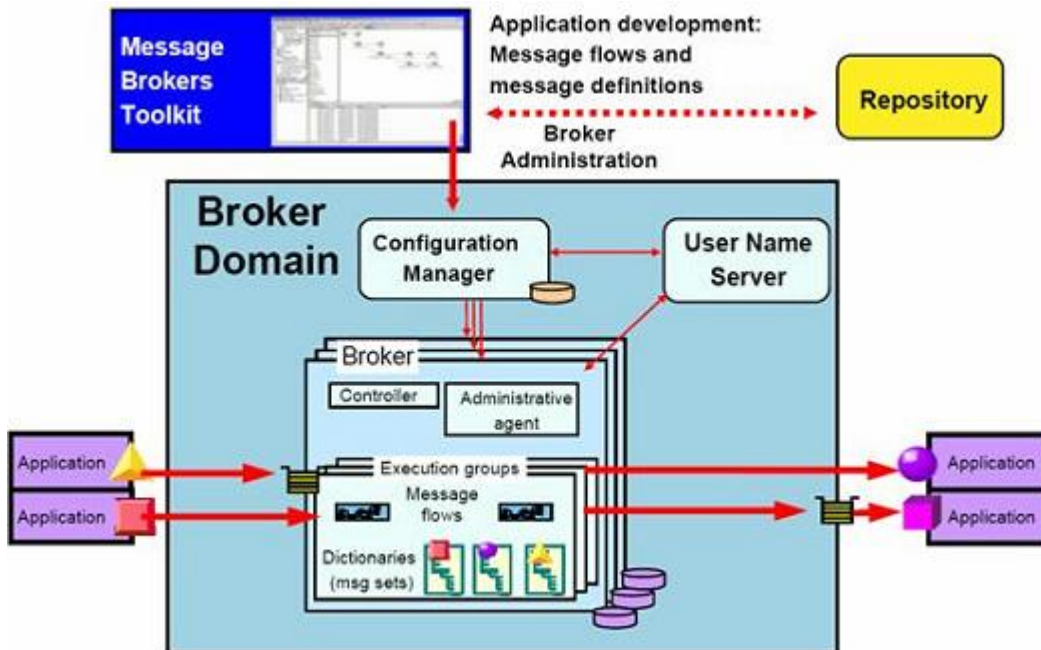 Message
Brokers
Toolkit
Application development:
Message flows and
message definitions
Broker
Administration
Repository
Broker
Domain
Configuration
Manager
User Name
Server
Broker
Controller
Administrative
agent
Execution groups
Message
flows
Dictionaries
(msg sets)
Application
Application
Application
Application